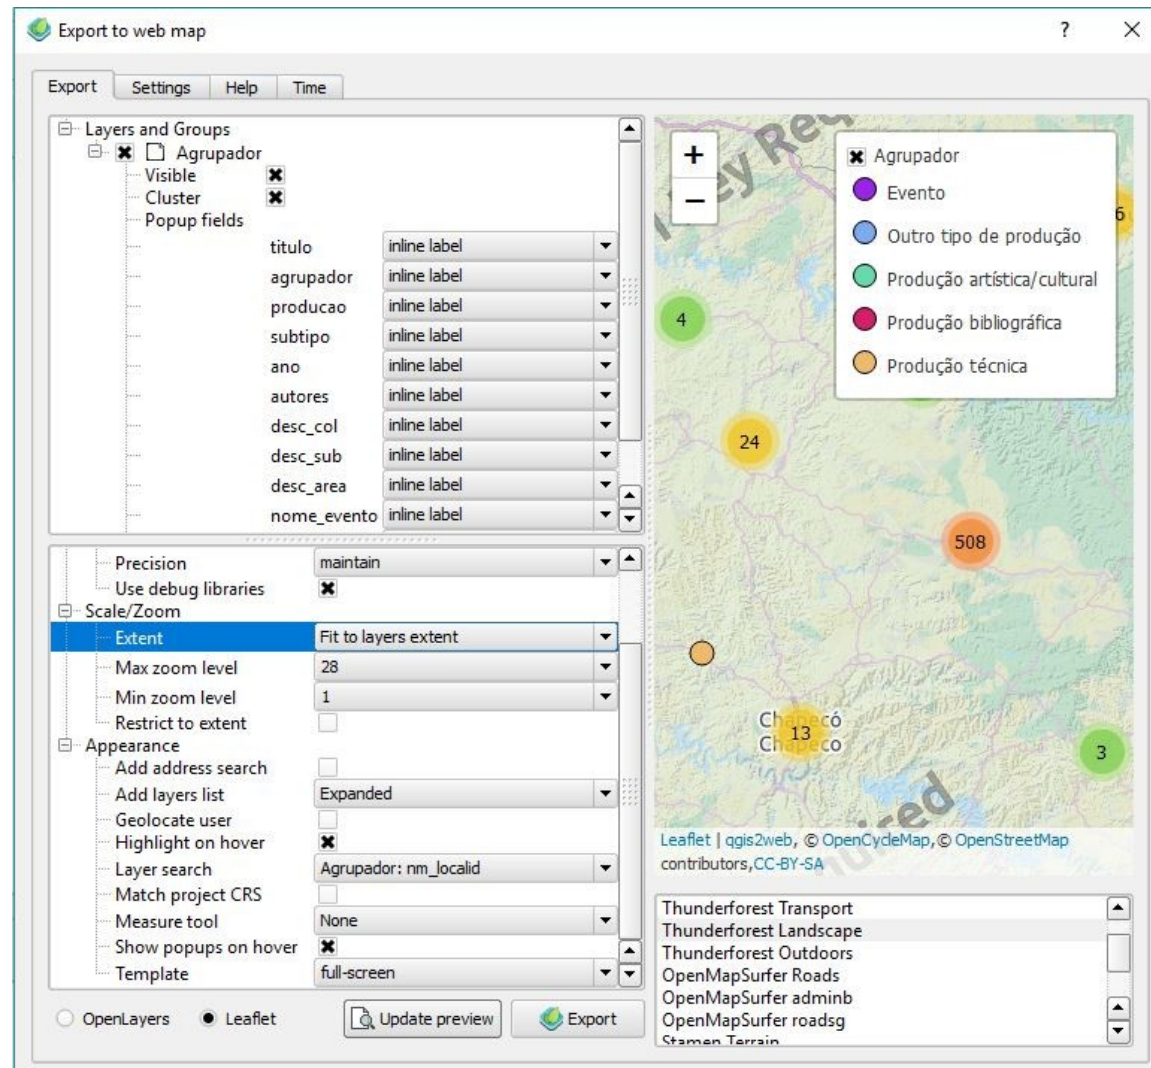 Export to web map
?
Export Settings Help Time
Layers and Groups
Agrupador
Visible
Cluster
Popup fields
titulo inline label
agrupador inline label
producao inline label
subtipo inline label
ano inline label
autores inline label
desc_col inline label
desc_sub inline label
desc_area inline label
nome_evento inline label
Precision maintain
Use debug libraries
Scale/Zoom
Extent Fit to layers extent
Max zoom level 28
Min zoom level 1
Restrict to extent
Appearance
Add address search
Add layers list Expanded
Geolocate user
Highlight on hover
Layer search Agrupador: nm_localid
Match project CRS
Measure tool None
Show popups on hover
Template full-screen
OpenLayers Leaflet Update preview Export
+
−
Agrupador
Evento
Outro tipo de produção
Produção artística/cultural
Produção bibliográfica
Produção técnica
6
4
24
508
Chapecó
13
Chapeco
3
Leaflet | qgis2web, © OpenCycleMap,© OpenStreetMap
contributors,CC-BY-SA
Thunderforest Transport
Thunderforest Landscape
Thunderforest Outdoors
OpenMapSurfer Roads
OpenMapSurfer adminb
OpenMapSurfer roadsg
Stamen Terrain